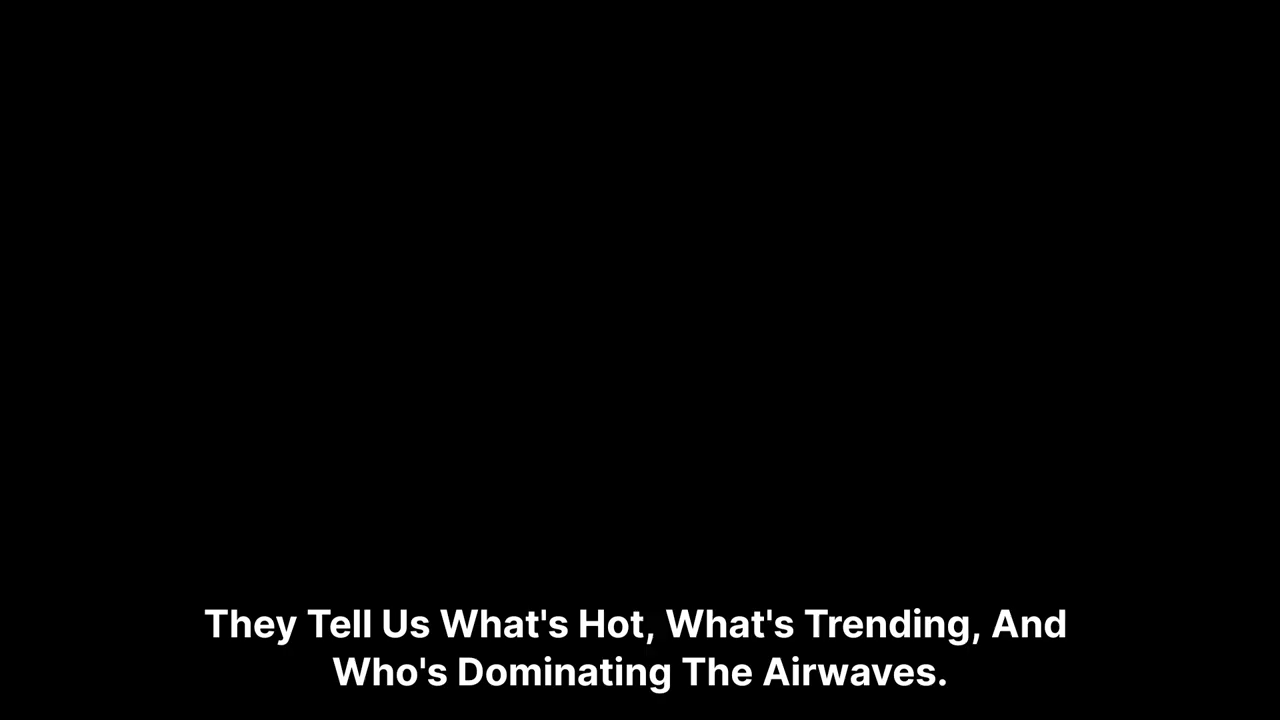 They Tell Us What's Hot, What's Trending, And
Who's Dominating The Airwaves.